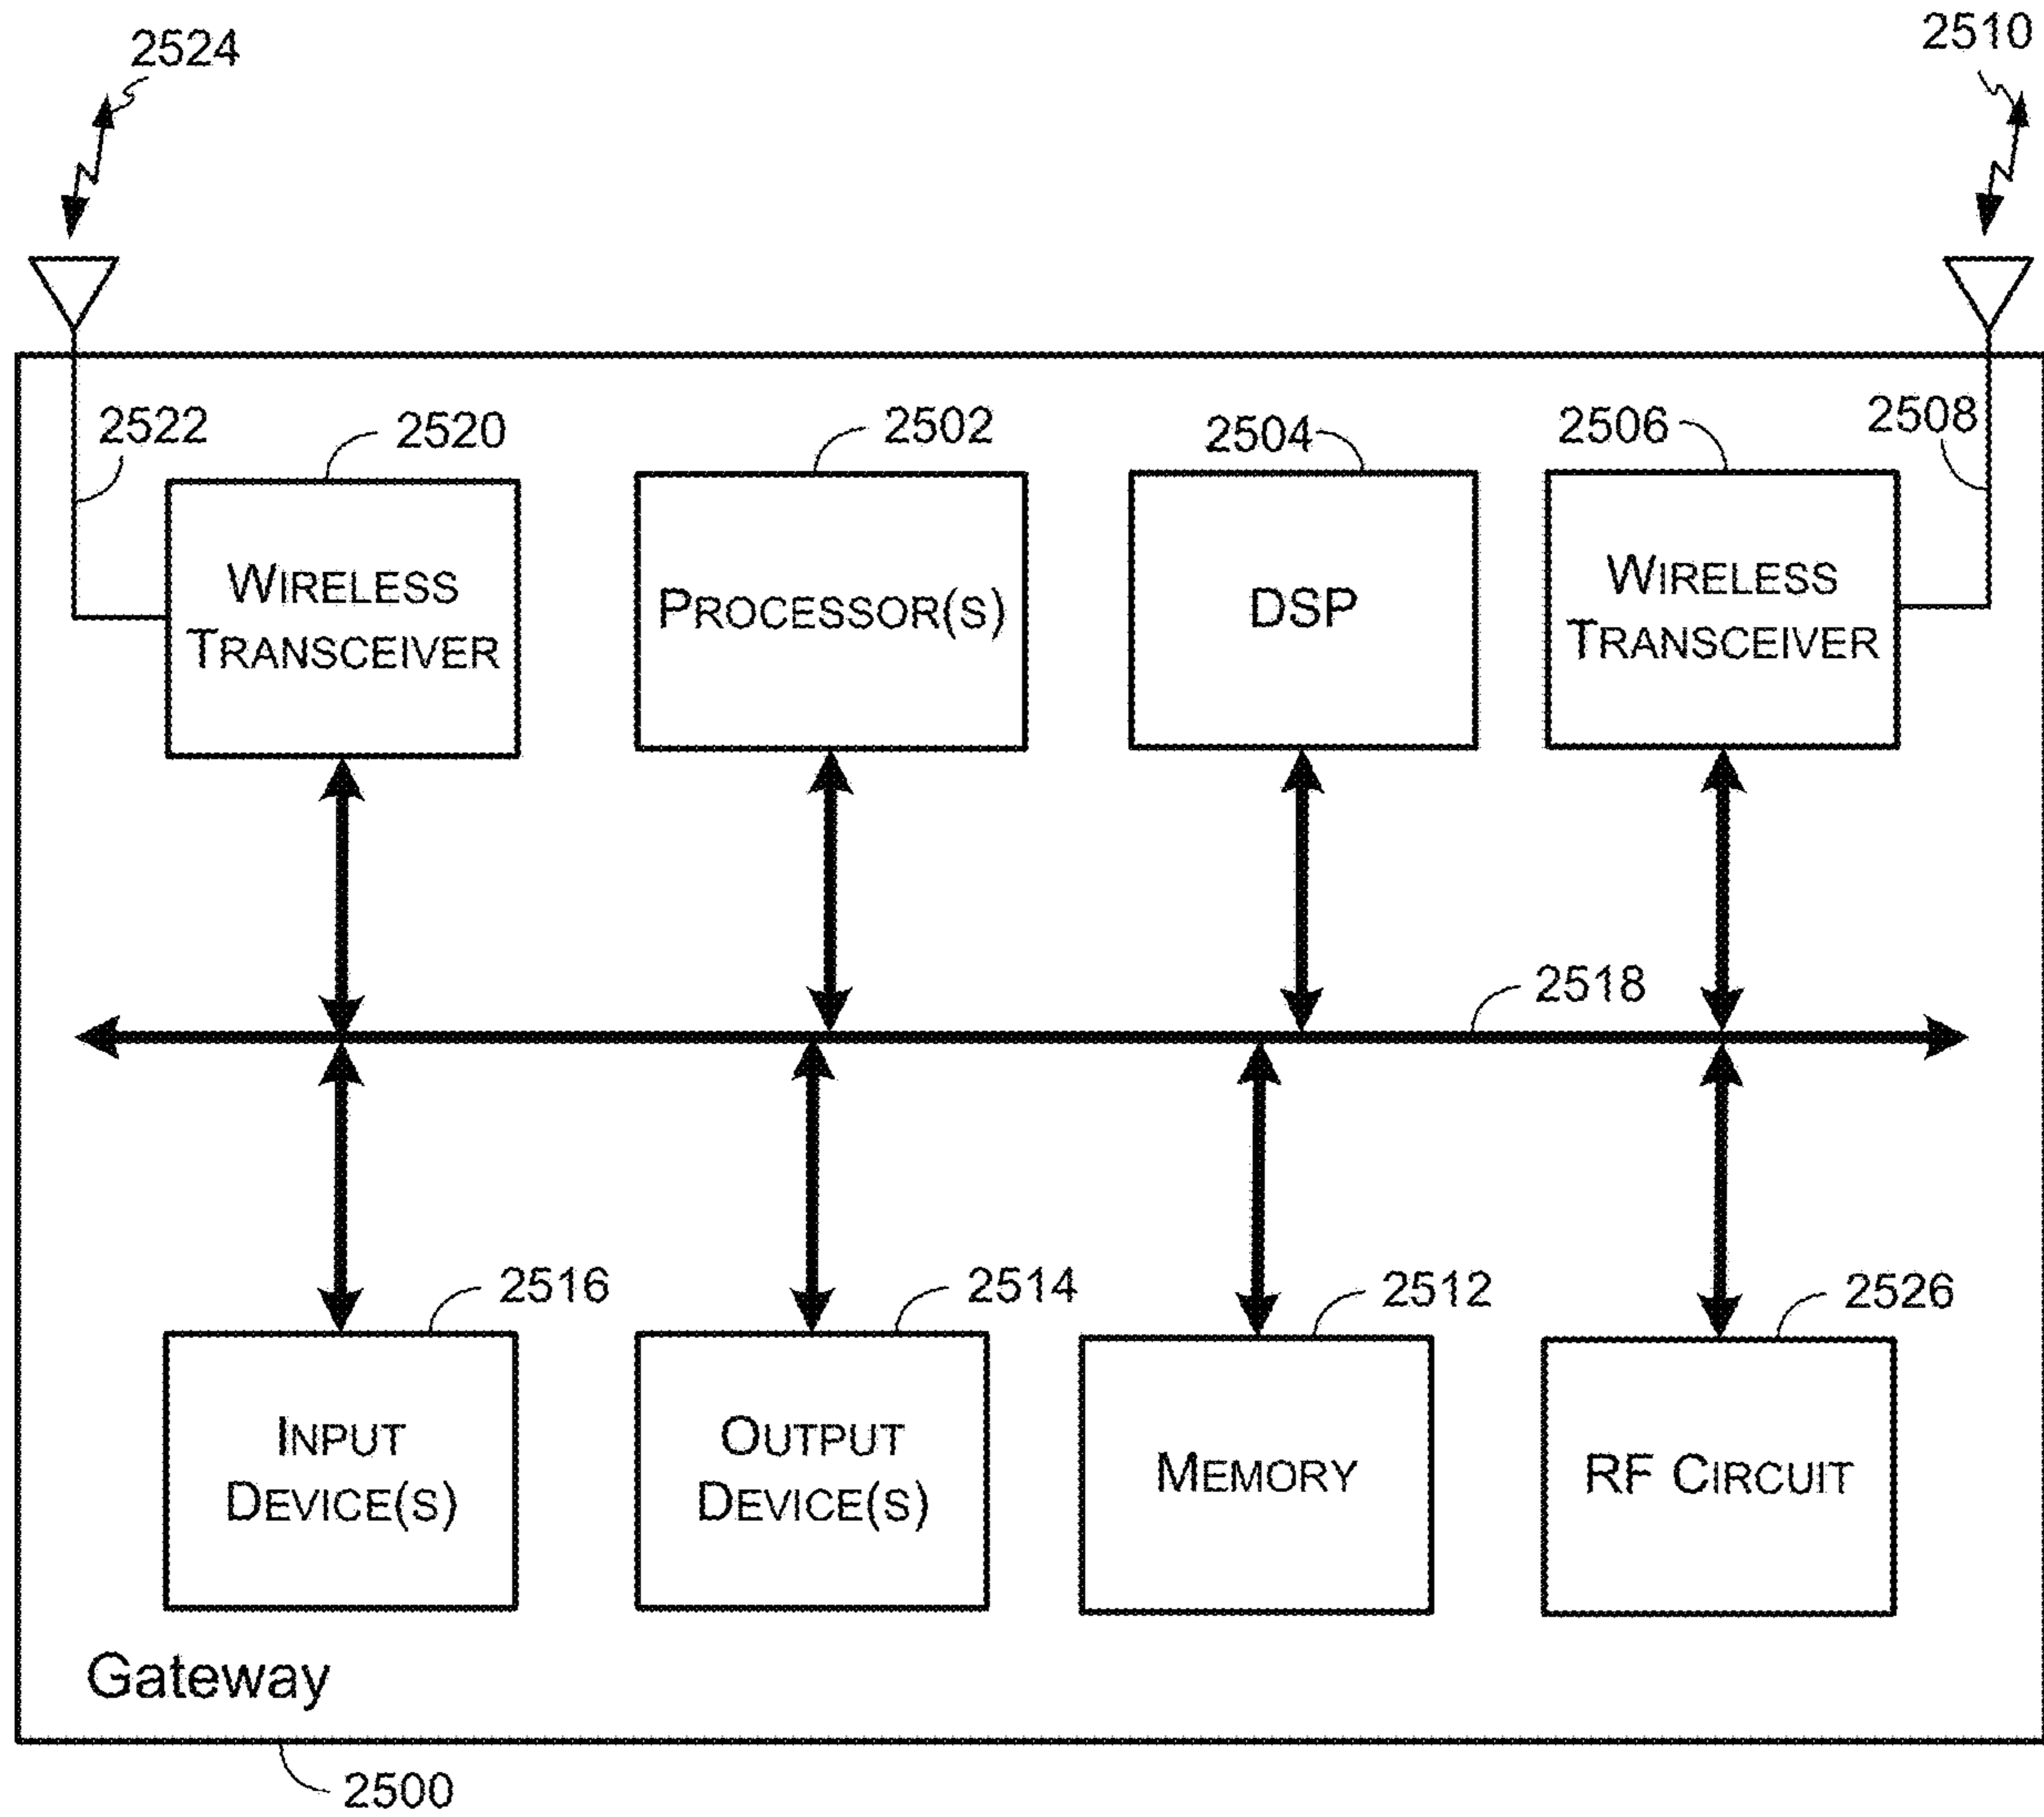 2524
2510
2522
2520
2502
2504
2506
2508
WIRELESS
TRANSCEIVER
PROCESSOR(S)
DSP
WIRELESS
TRANSCEIVER
2518
2516
2514
2512
2526
INPUT
DEVICE(S)
OUTPUT
DEVICE(S)
MEMORY
RF CIRCUIT
Gateway
2500